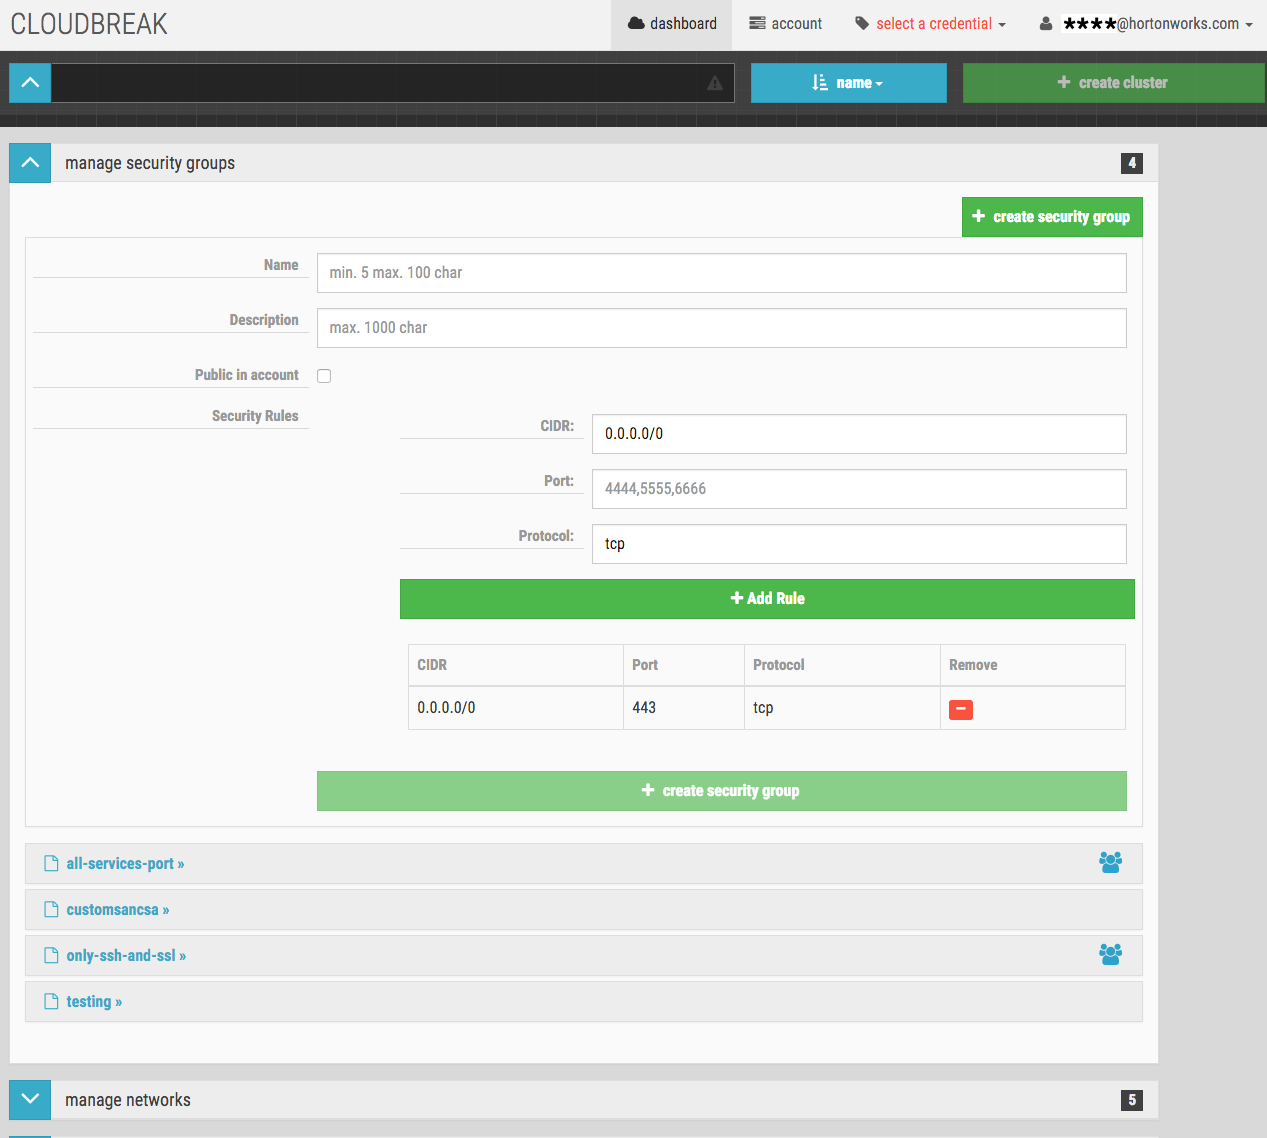 CLOUDBREAK
dashboard
account
select a credential
****@hortonworks.com
name
create cluster
manage security groups
4
create security group
Name
min. 5 max. 100 char
Description
max. 1000 char
Public in account
Security Rules
CIDR:
0.0.0.0/0
Port:
4444,5555,6666
Protocol:
tcp
Add Rule
CIDR Port Protocol Remove
0.0.0.0/0 443 tcp
create security group
all-services-port »
customsancsa »
only-ssh-and-ssl »
testing »
manage networks
5